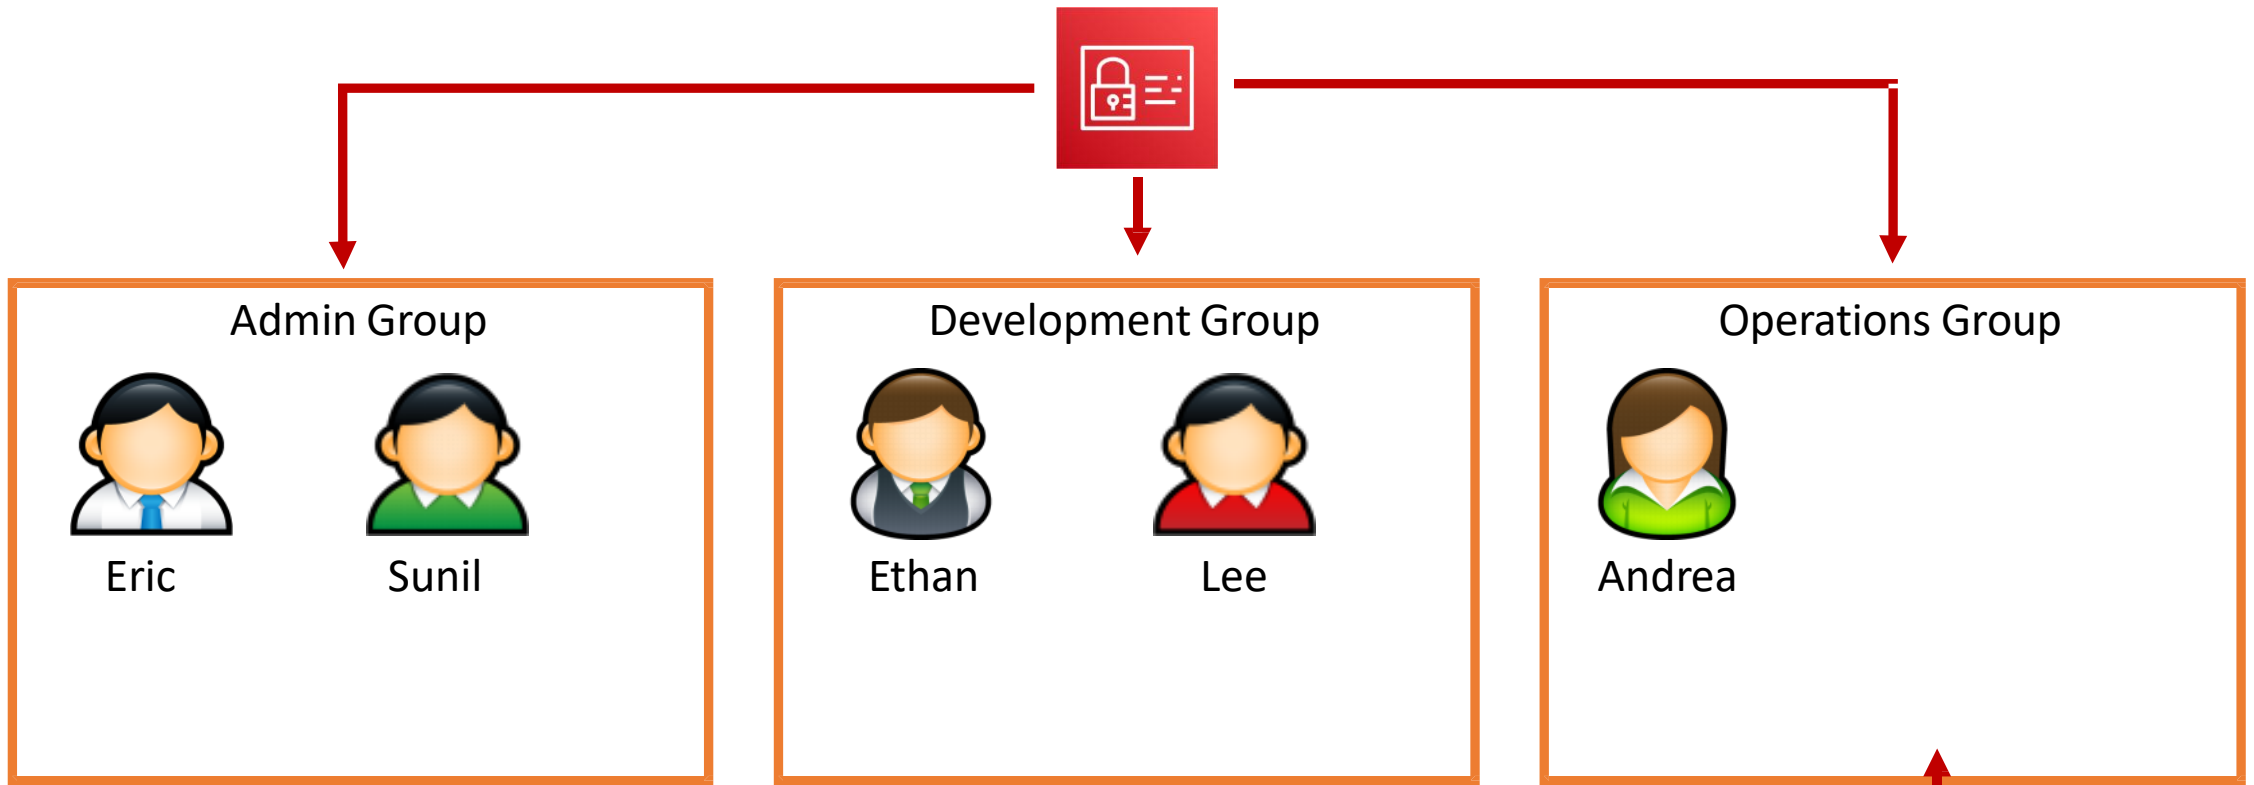 Admin Group
Development Group
Operations Group
Eric
Sunil
Ethan
Lee
Andrea